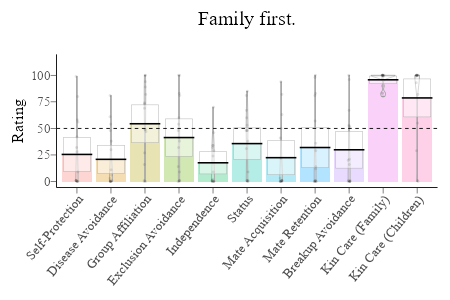 Family first.
Rating
100
75
50
25
0
Self-Protection
Disease Avoidance
Group Affiliation
Exclusion Avoidance
Independence
Status
Mate Acquisition
Mate Retention
Breakup Avoidance
Kin Care (Family)
Kin Care (Children)